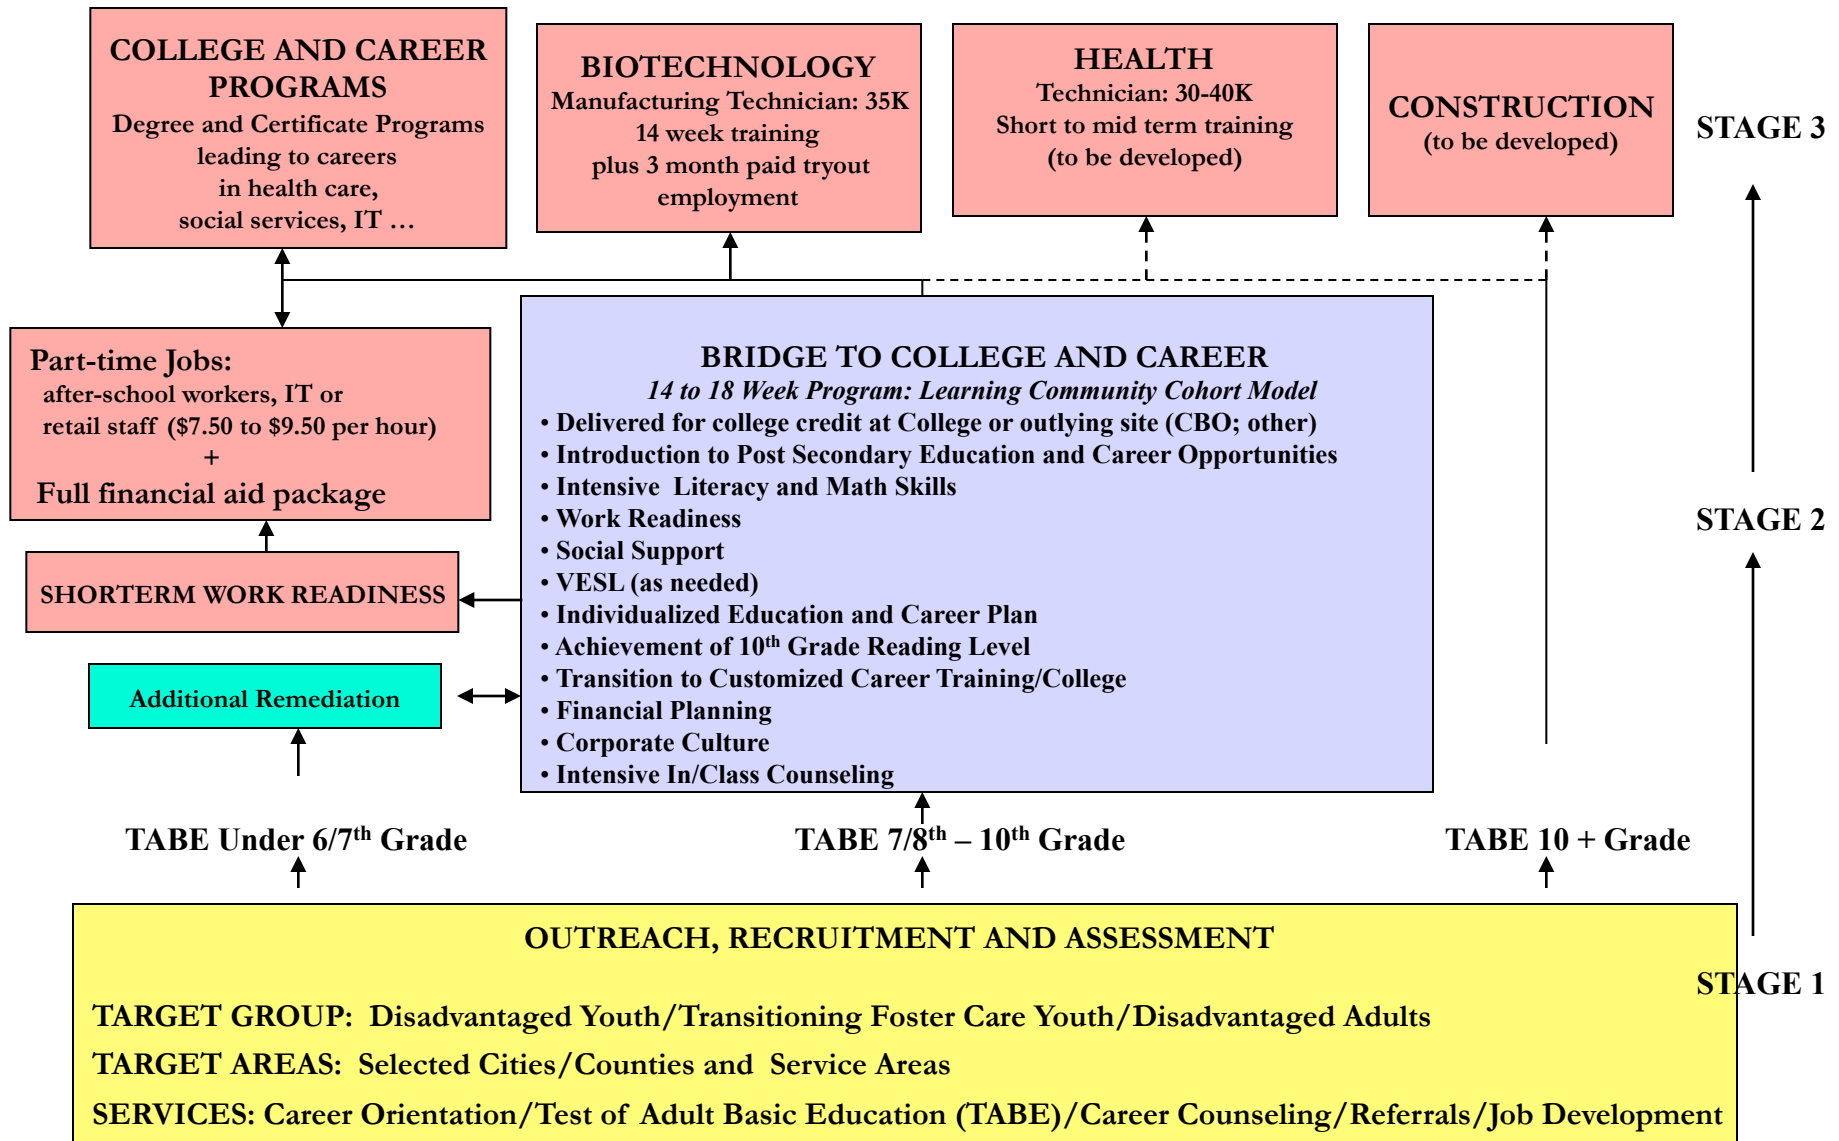 COLLEGE AND CAREER
PROGRAMS
Degree and Certificate Programs
leading to careers
in health care,
social services, IT …
BIOTECHNOLOGY
Manufacturing Technician: 35K
14 week training
plus 3 month paid tryout
employment
HEALTH
Technician: 30-40K
Short to mid term training
(to be developed)
CONSTRUCTION
(to be developed)
STAGE 3
Part-time Jobs:
after-school workers, IT or
retail staff ($7.50 to $9.50 per hour)
+
Full financial aid package
SHORTERM WORK READINESS
Additional Remediation
BRIDGE TO COLLEGE AND CAREER
14 to 18 Week Program: Learning Community Cohort Model
• Delivered for college credit at College or outlying site (CBO; other)
• Introduction to Post Secondary Education and Career Opportunities
• Intensive Literacy and Math Skills
• Work Readiness
• Social Support
• VESL (as needed)
• Individualized Education and Career Plan
• Achievement of 10th Grade Reading Level
• Transition to Customized Career Training/College
• Financial Planning
• Corporate Culture
• Intensive In/Class Counseling
STAGE 2
TABE Under 6/7th Grade
TABE 7/8th – 10th Grade
TABE 10 + Grade
OUTREACH, RECRUITMENT AND ASSESSMENT
STAGE 1
TARGET GROUP: Disadvantaged Youth/Transitioning Foster Care Youth/Disadvantaged Adults
TARGET AREAS: Selected Cities/Counties and Service Areas
SERVICES: Career Orientation/Test of Adult Basic Education (TABE)/Career Counseling/Referrals/Job Development